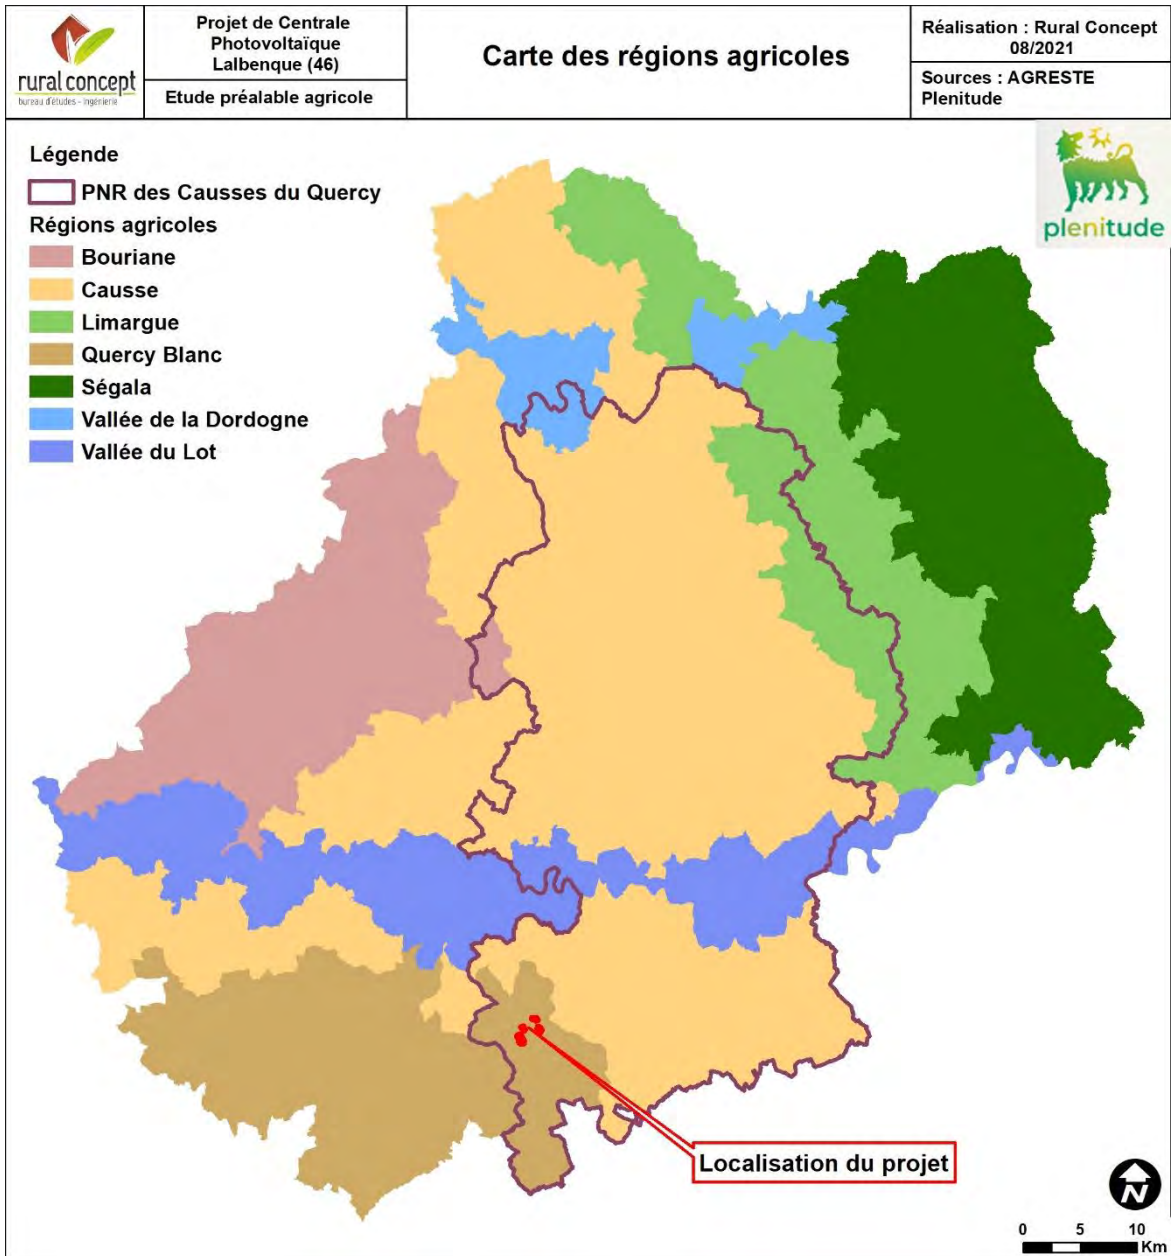 rural concept
bureau d'études - ingénierie
Projet de Centrale
Photovoltaïque
Lalbenque (46)
Etude préalable agricole
Carte des régions agricoles
Réalisation : Rural Concept
08/2021
Sources : AGRESTE
Plenitude
plenitude
Légende
PNR des Causses du Quercy
Régions agricoles
Bouriane
Causse
Limargue
Quercy Blanc
Ségala
Vallée de la Dordogne
Vallée du Lot
Localisation du projet
N
0 5 10
Km